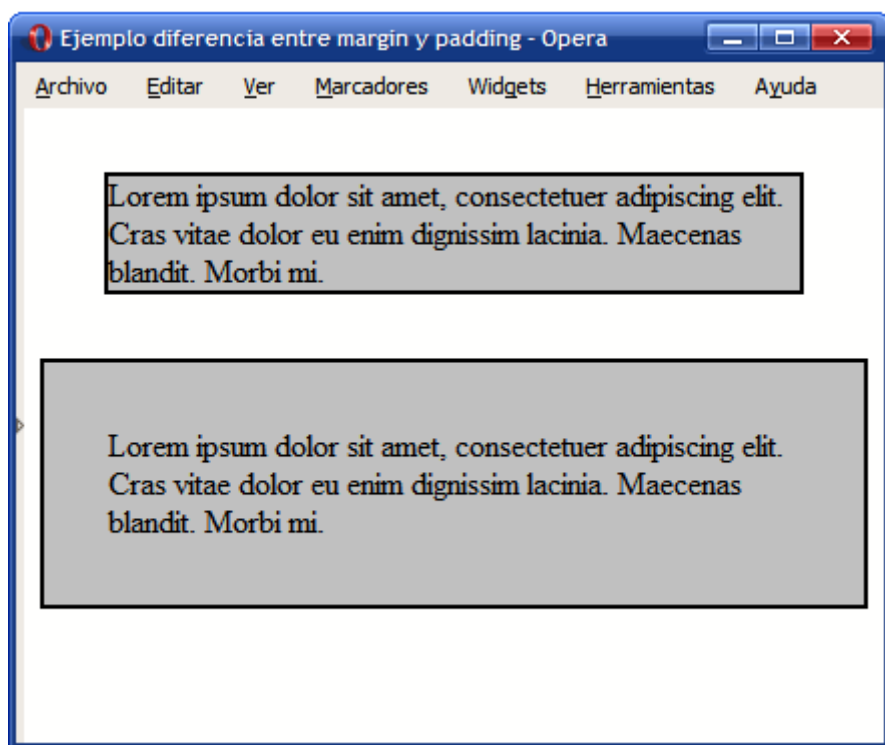 Ejemplo diferencia entre margin y padding - Opera
Archivo Editar Ver Marcadores Widgets Herramientas Ayuda
Lorem ipsum dolor sit amet, consectetuer adipiscing elit.
Cras vitae dolor eu enim dignissim lacinia. Maecenas
blandit. Morbi mi.
Lorem ipsum dolor sit amet, consectetuer adipiscing elit.
Cras vitae dolor eu enim dignissim lacinia. Maecenas
blandit. Morbi mi.